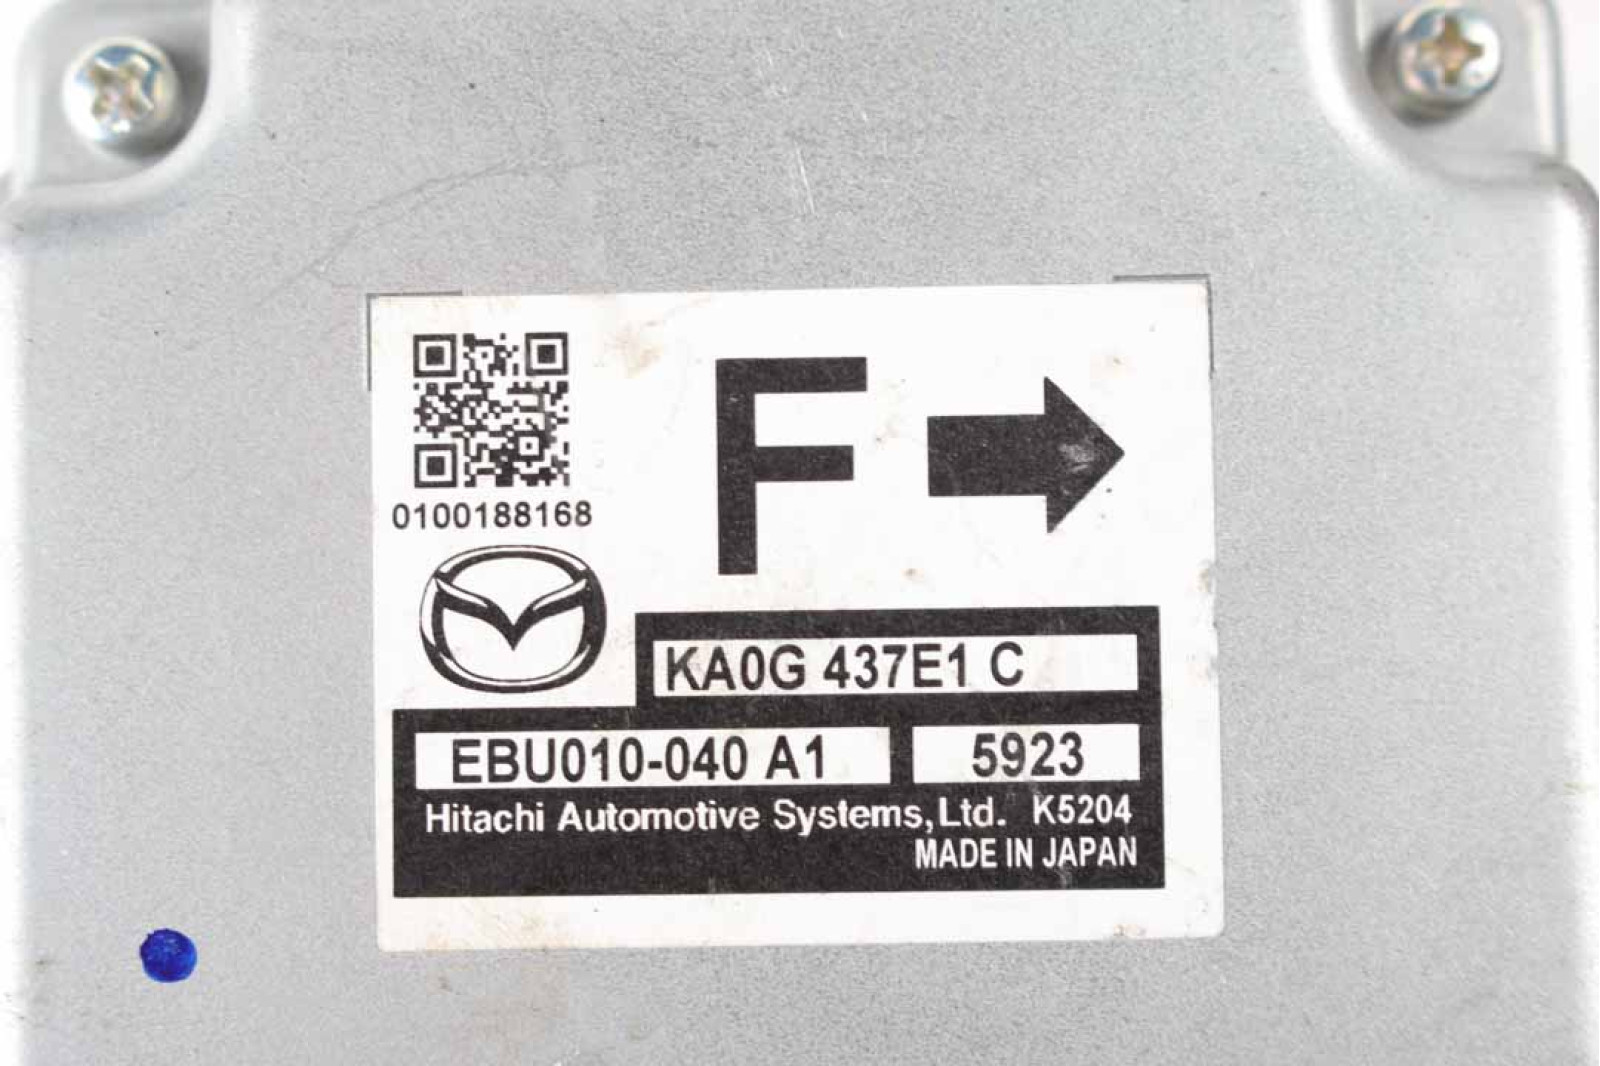 F
0100188168
KA0G 437E1 C
EBU010-040 A1 5923
Hitachi Automotive Systems, Ltd. K5204
MADE IN JAPAN